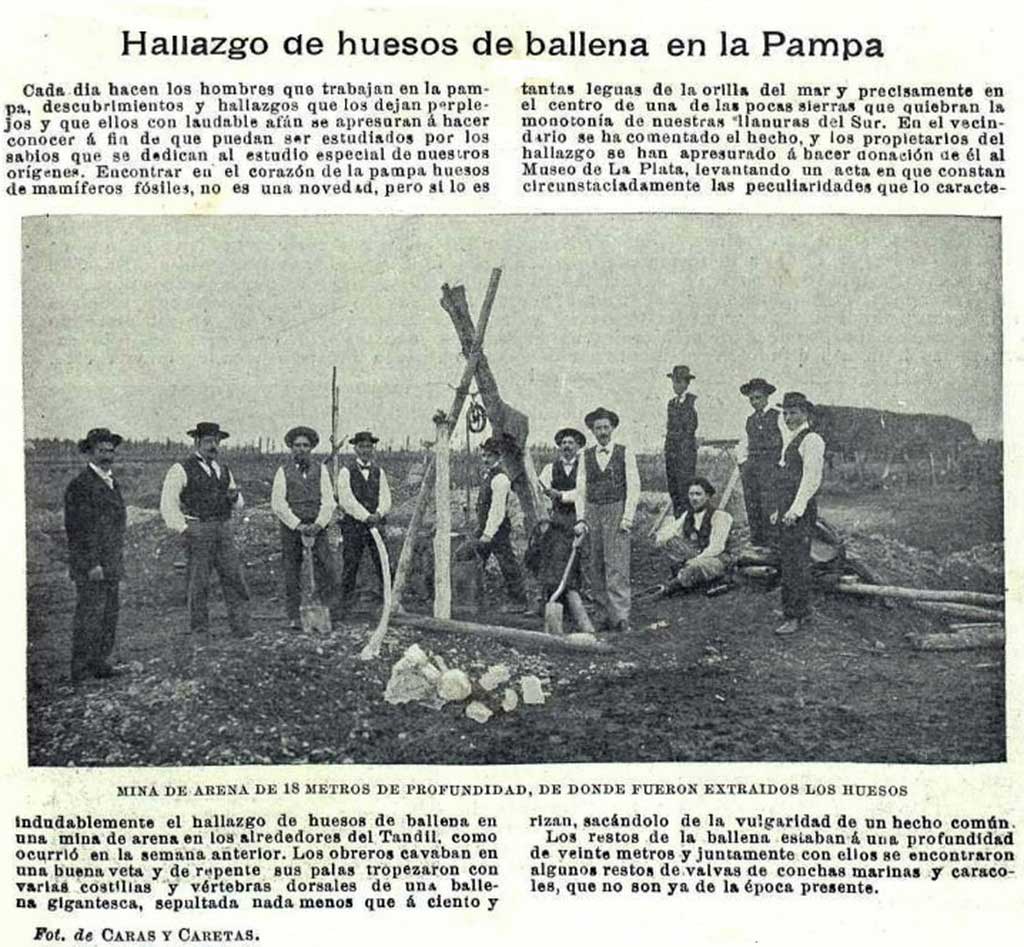 Hallazgo de huesos de ballena en la Pampa
Cada dia hacen los hombres que trabajan en la pam-
pa, descubrimientos y hallazgos que los dejan perple-
jos y que ellos con laudable afán se apresuran á hacer
conocer á fin de que puedan ser estudiados por los
sabios que se dedican al estudio especial de nuestros
orígenes. Encontrar en el corazón de la pampa huesos
de mamíferos fósiles, no es una novedad, pero si lo es
indudablemente el hallazgo de huesos de ballena en
una mina de arena en los alrededores del Tandil, como
ocurrió en la semana anterior. Los obreros cavaban en
una buena veta y de repente sus palas tropezaron con
varias costillas y vértebras dorsales de una balle-
na gigantesca, sepultada nada menos que á ciento y
tantas leguas de la orilla del mar y precisamente en
el centro de una de las pocas sierras que quiebran la
monotonía de nuestras llanuras del Sur. En el vecin-
dario se ha comentado el hecho, y los propietarios del
hallazgo se han apresurado á hacer donación de él al
Museo de La Plata, levantando un acta en que constan
circunstaciadamente las peculiaridades que lo caracte-
rizan, sacándolo de la vulgaridad de un hecho común.
Los restos de la ballena estaban á una profundidad
de veinte metros y juntamente con ellos se encontraron
algunos restos de valvas de conchas marinas y caraco-
les, que no son ya de la época presente.
MINA DE ARENA DE 18 METROS DE PROFUNDIDAD, DE DONDE FUERON EXTRAIDOS LOS HUESOS
Fot. de CARAS Y CARETAS.